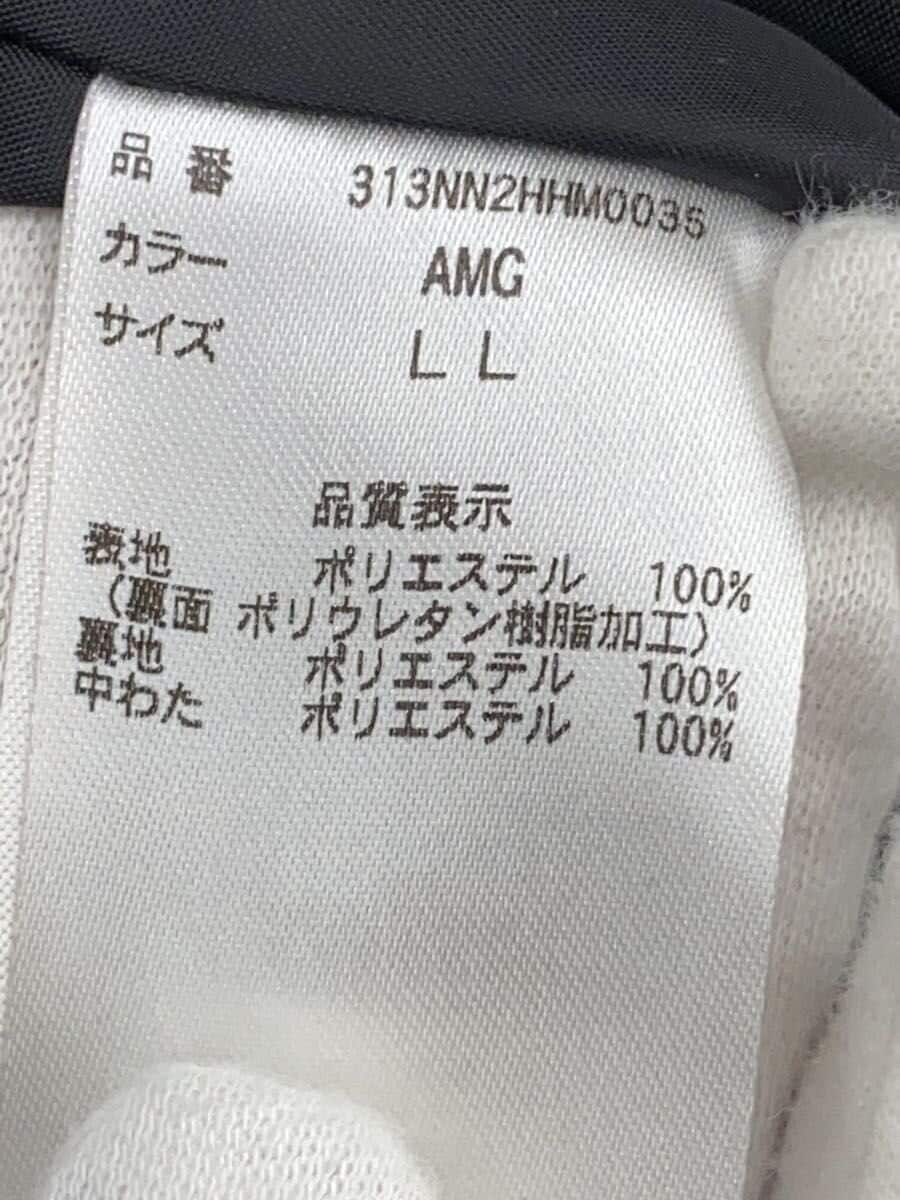 品番 313NN2HHM0035
カラー AMG
サイズ LL
品質表示
表地 ポリエステル 100%
(裏面 ポリウレタン樹脂加工)
裏地 ポリエステル 100%
中わた ポリエステル 100%